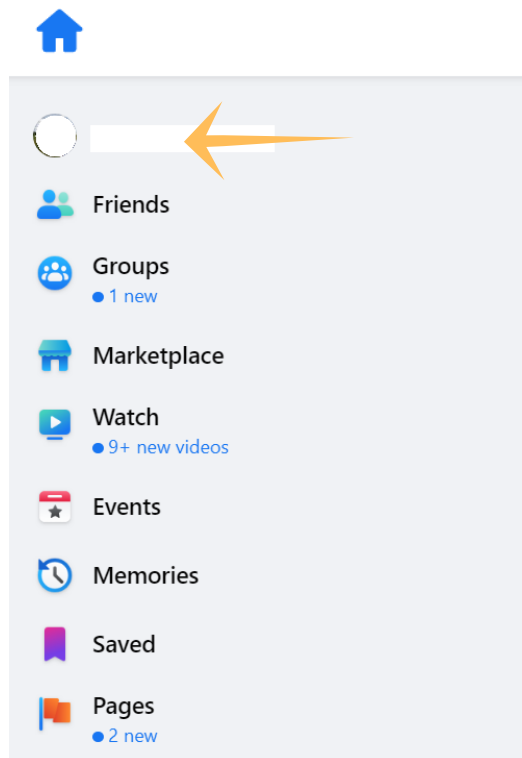 Friends
Groups
1 new
Marketplace
Watch
9+ new videos
Events
Memories
Saved
Pages
2 new